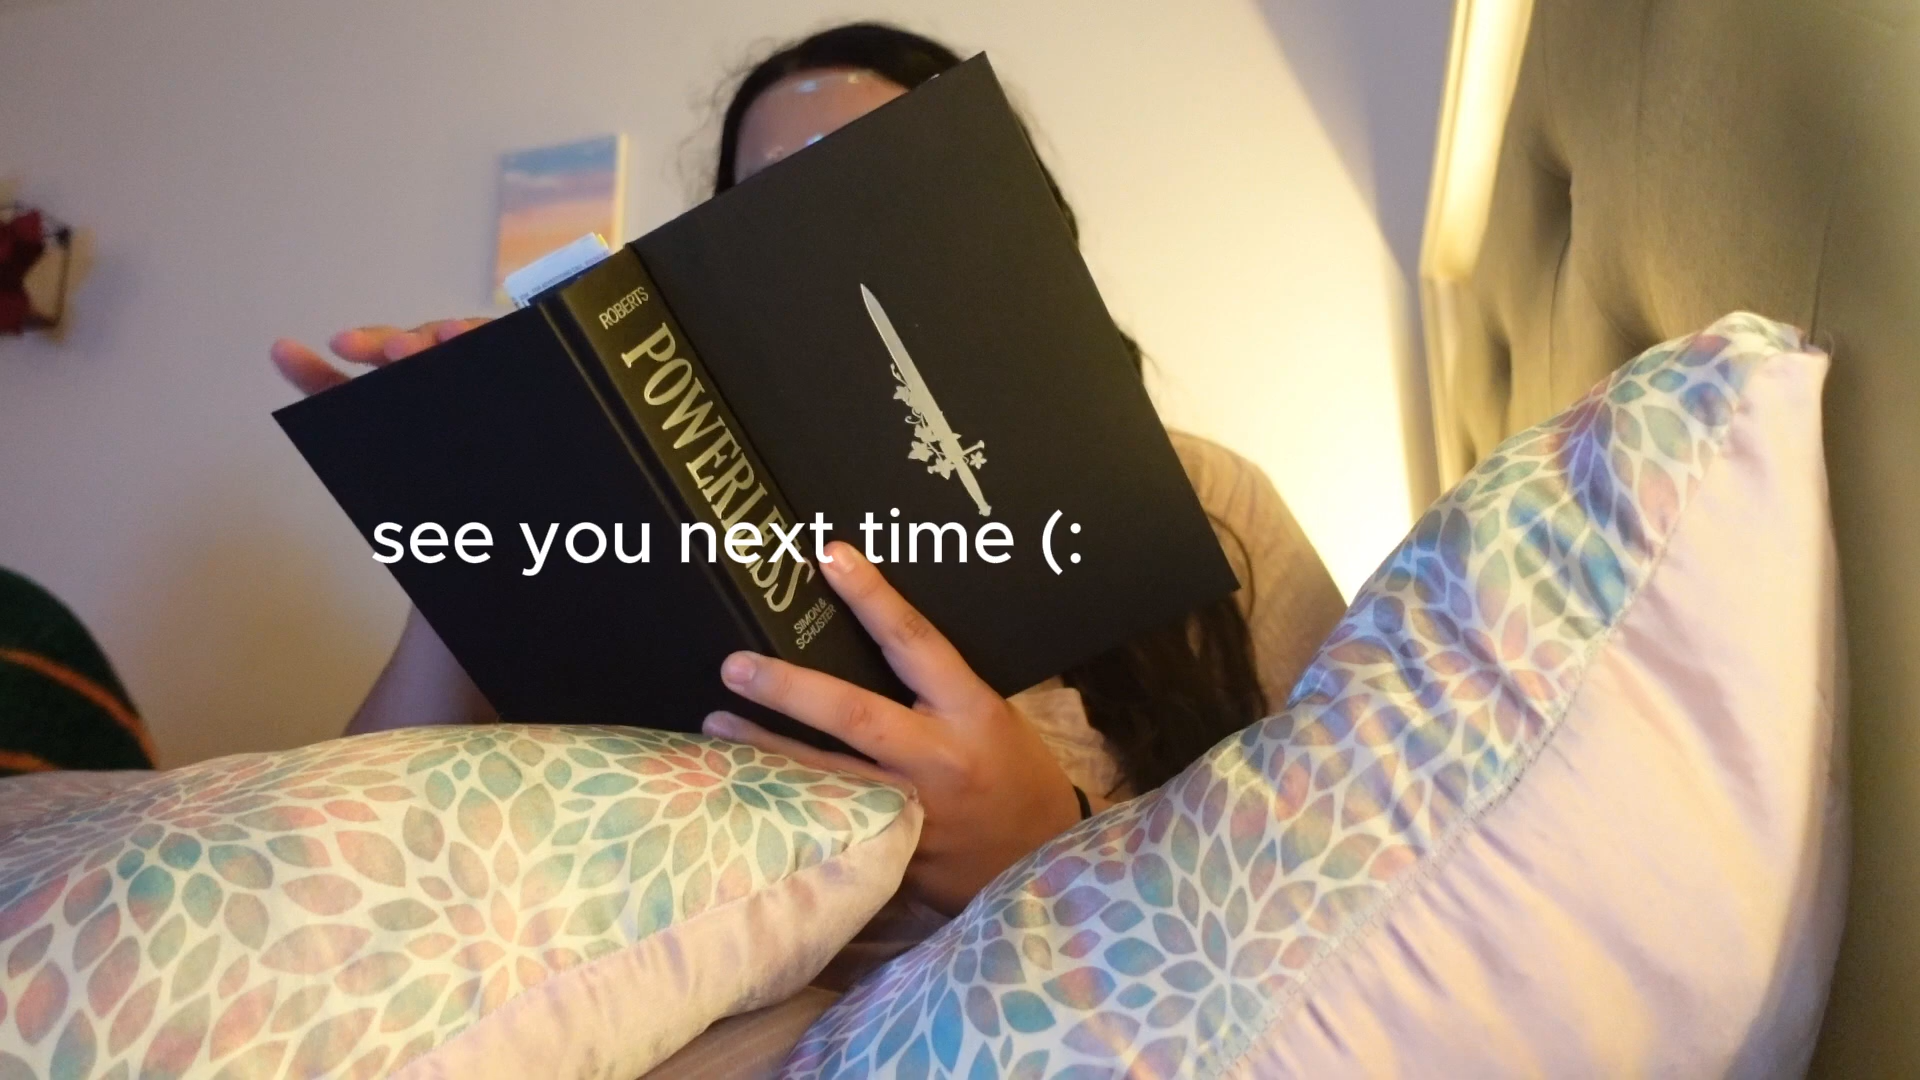 ROBERTS
POWERLESS
SIMON &
SCHUSTER
see you next time (: